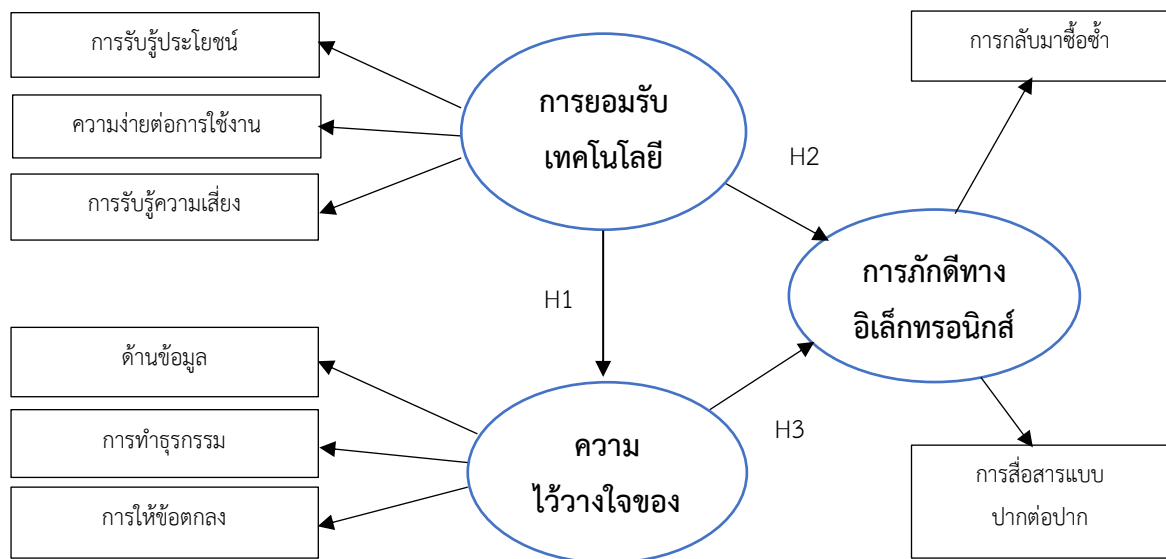 การรับรู้ประโยชน์
ความง่ายต่อการใช้งาน
การรับรู้ความเสี่ยง
การยอมรับ
เทคโนโลยี
การกลับมาซื้อซ้ำ
H2
H1
การภักดีทาง
อิเล็กทรอนิกส์
ด้านข้อมูล
การทำธุรกรรม
การให้ข้อตกลง
ความ
ไว้วางใจของ
H3
การสื่อสารแบบ
ปากต่อปาก